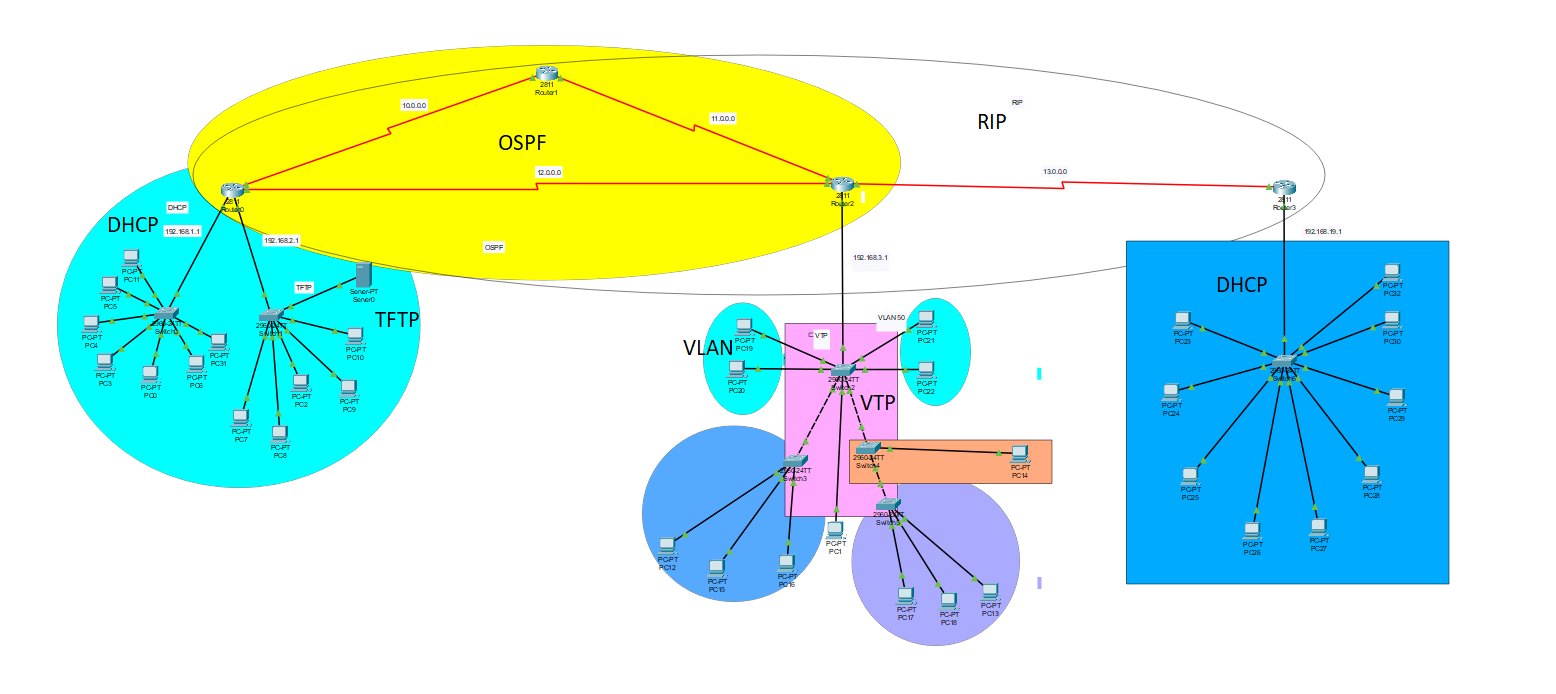 2811
Router1
10.0.0.0
11.0.0.0
OSPF
RIP
RIP
12.0.0.0
13.0.0.0
2811
Router0
2811
Router2
2811
Router3
DHCP
DHCP
192.168.1.1
192.168.2.1
OSPF
192.168.3.1
192.168.19.1
PC-PT
PC11
PC-PT
PC5
PC-PT
PC4
PC-PT
PC3
PC-PT
PC0
PC-PT
PC6
PC-PT
PC31
TFTP
Server-PT
Server0
TFTP
2960-24TT
Switch1
PC-PT
PC10
PC-PT
PC2
PC-PT
PC9
PC-PT
PC7
PC-PT
PC8
VLAN
PC-PT
PC19
PC-PT
PC20
VTP
VLAN 50
PC-PT
PC21
PC-PT
PC22
2960-24TT
Switch2
VTP
2960-24TT
Switch3
2960-24TT
Switch4
PC-PT
PC14
2960-24TT
PC-PT
PC12
PC-PT
PC15
PC-PT
PC16
PC-PT
PC1
PC-PT
PC17
PC-PT
PC18
PC-PT
PC13
DHCP
PC-PT
PC32
PC-PT
PC23
PC-PT
PC30
PC-PT
PC24
PC-PT
PC29
PC-PT
PC25
PC-PT
PC28
PC-PT
PC26
PC-PT
PC27